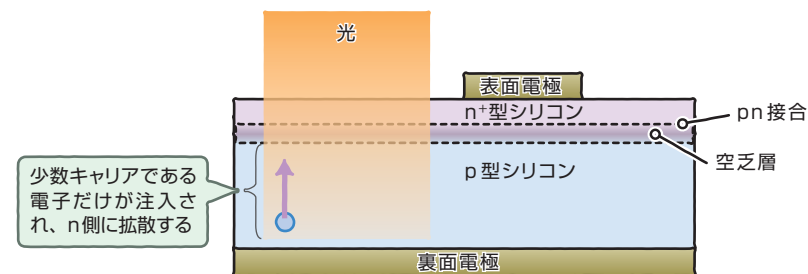 光
表面電極
n⁺型シリコン
pn接合
空乏層
p型シリコン
少数キャリアである
電子だけが注入さ
れ、n側に拡散する
裏面電極